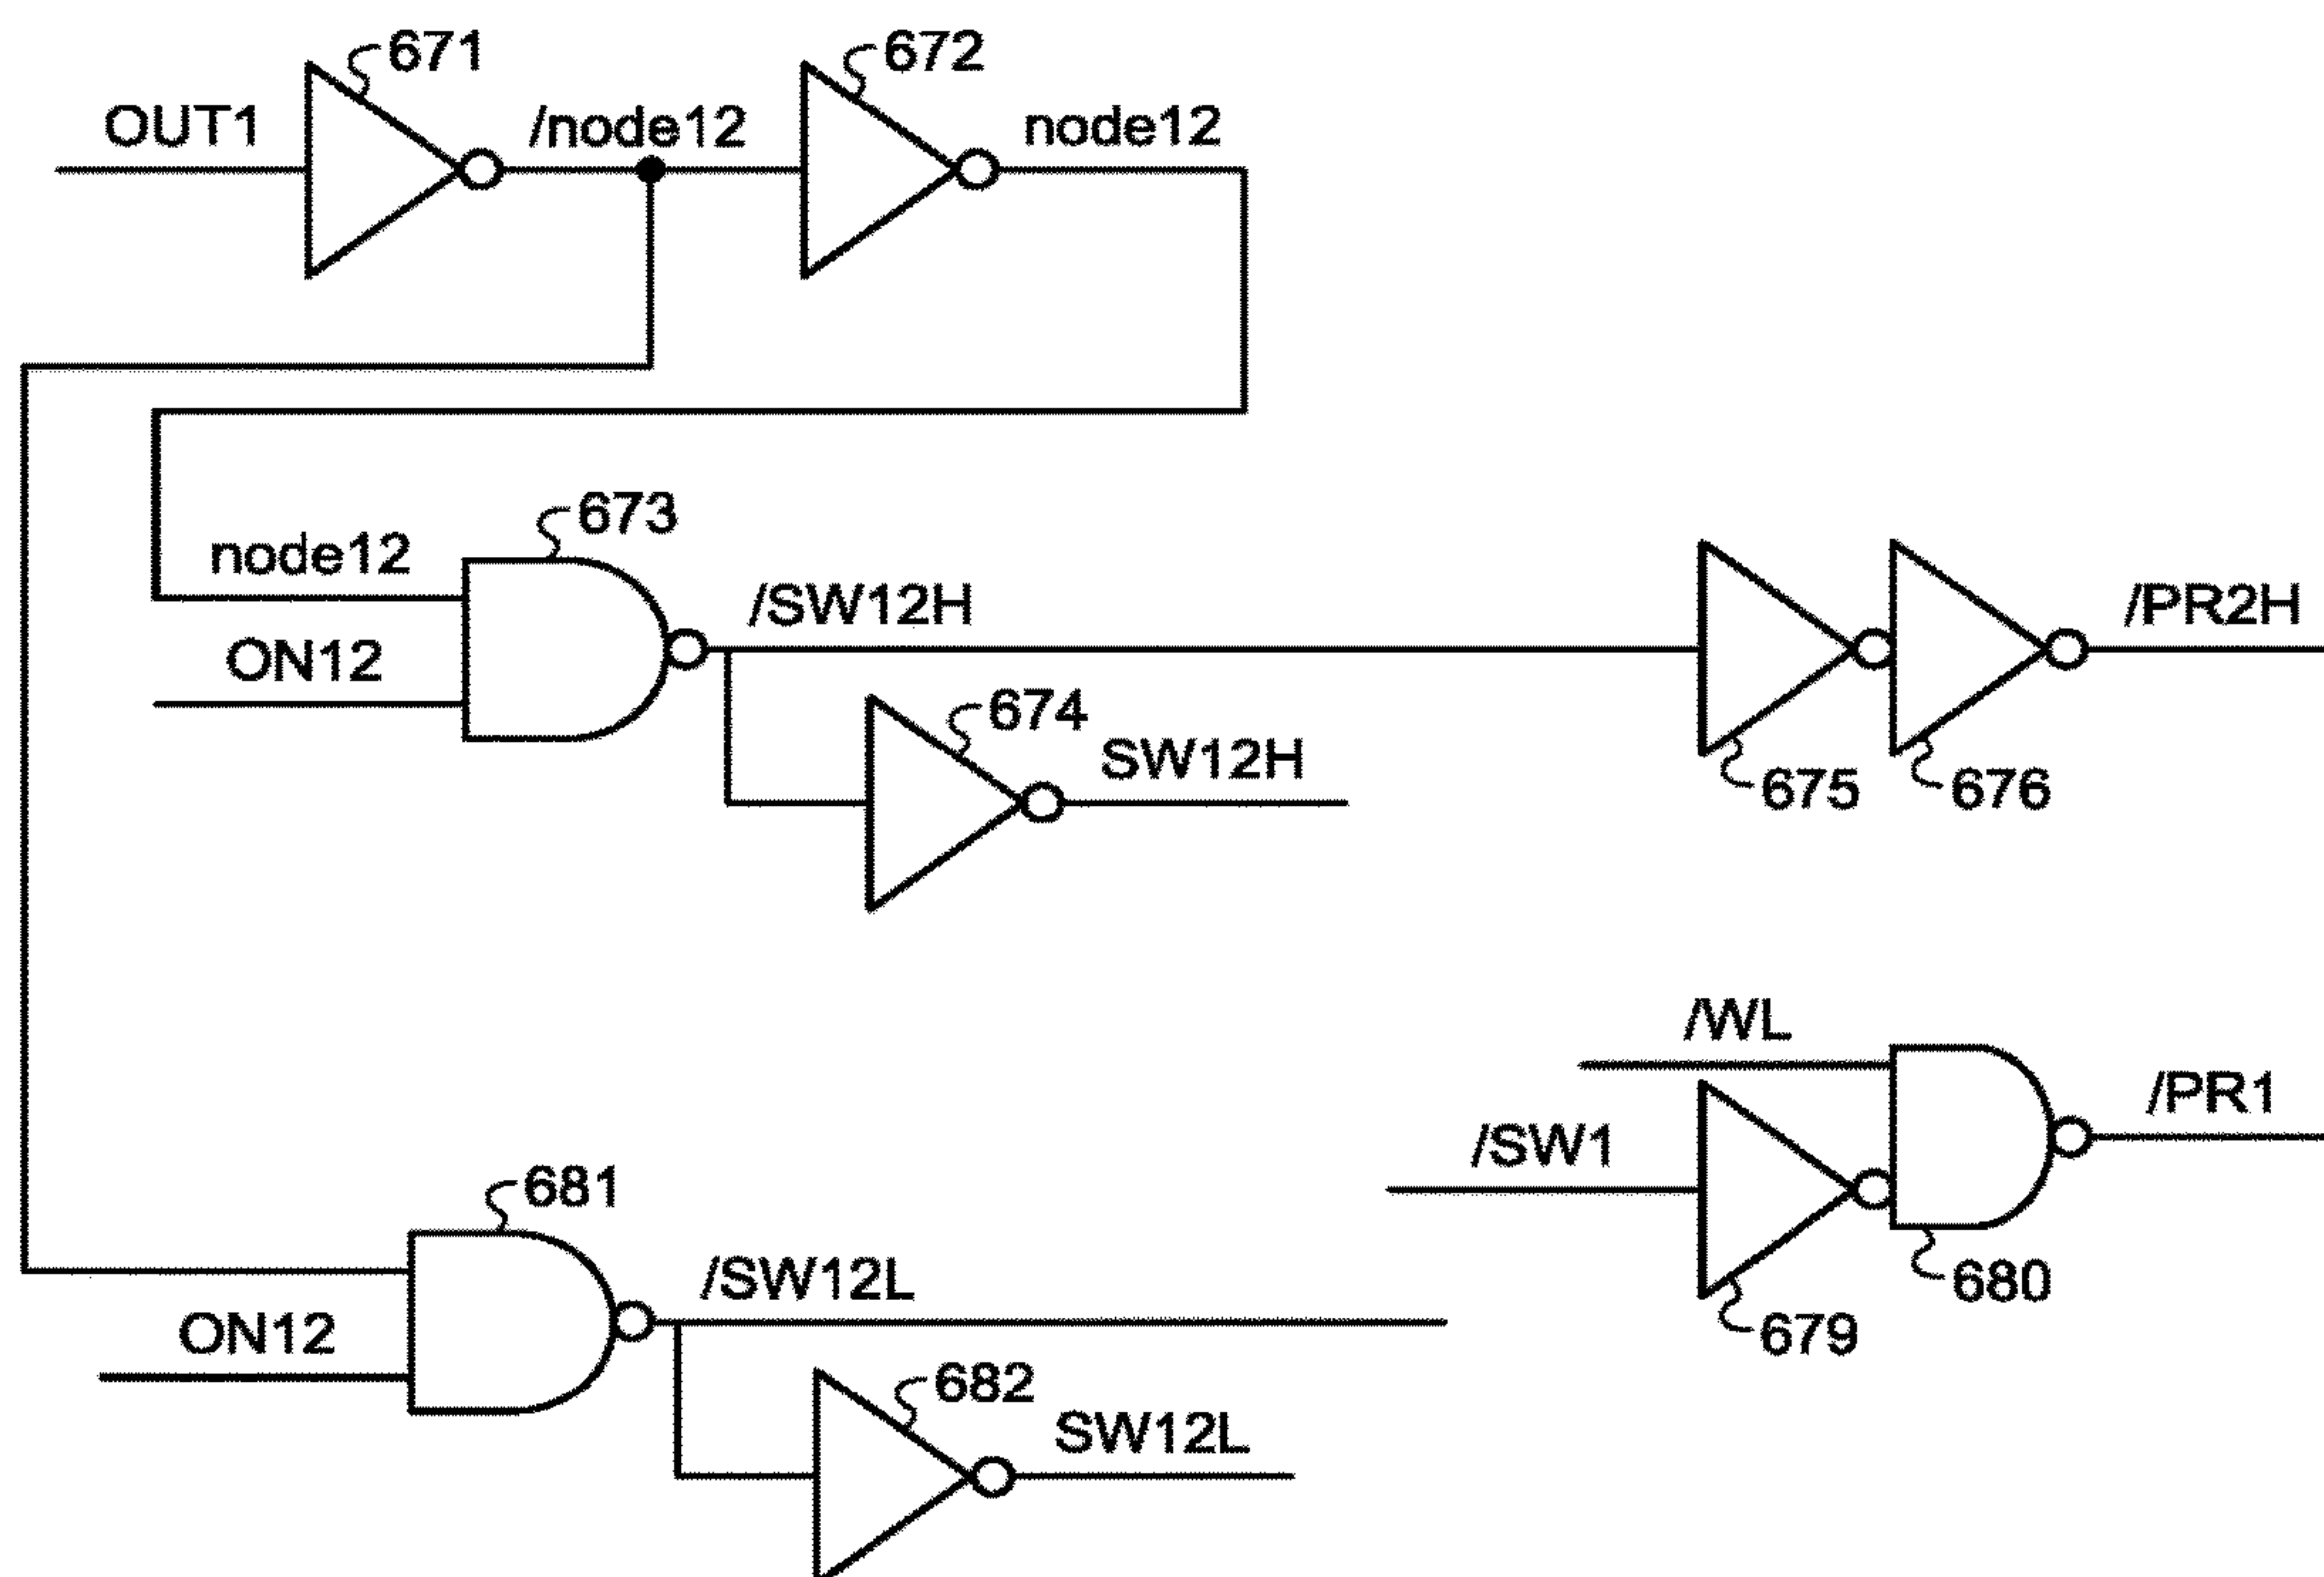 671
672
OUT1
/node12
node12
673
node12
/SW12H
/PR2H
ON12
674
SW12H
675
676
/WL
/PR1
/SW1
681
/SW12L
680
ON12
679
682
SW12L